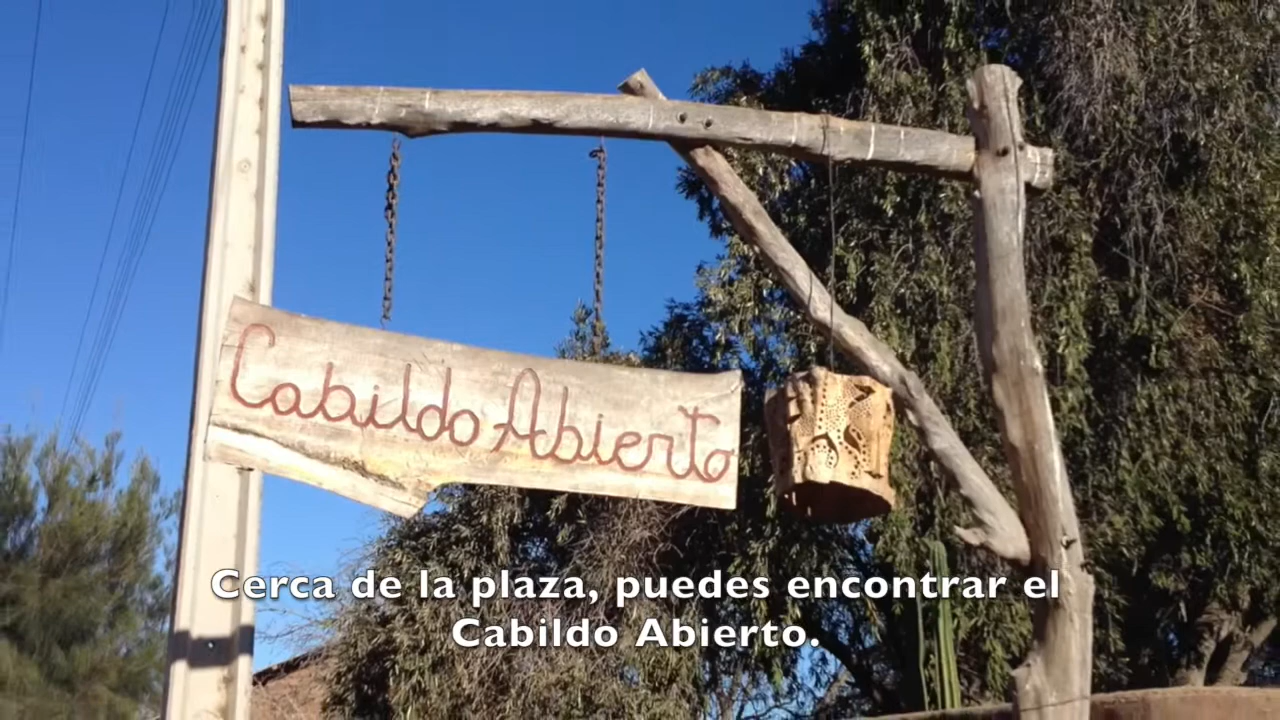 Cabildo Abierto
Cerca de la plaza, puedes encontrar el
Cabildo Abierto.